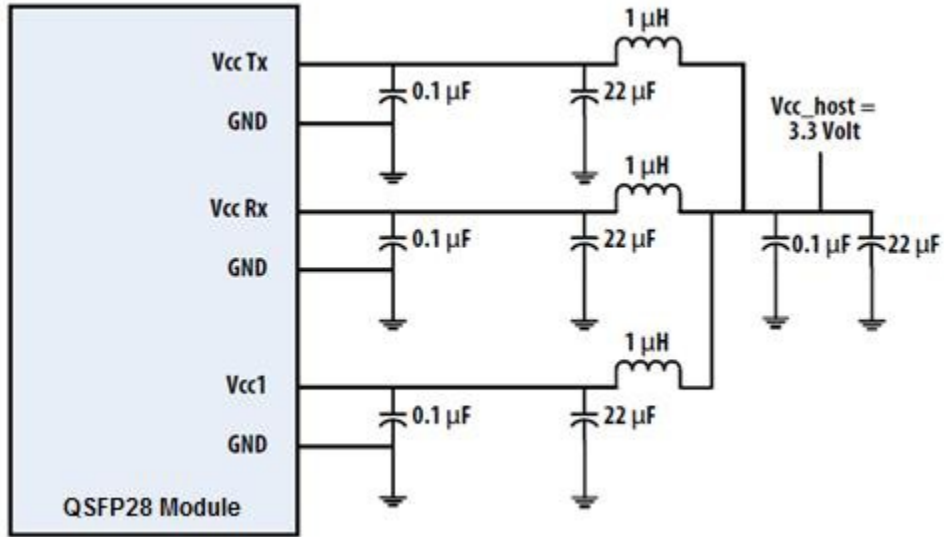 1 µH
Vcc Tx
0.1 µF
22 µF
GND
Vcc_host =
3.3 Volt
1 µH
Vcc Rx
0.1 µF
22 µF
0.1 µF
22 µF
GND
1 µH
Vcc1
0.1 µF
22 µF
GND
QSFP28 Module